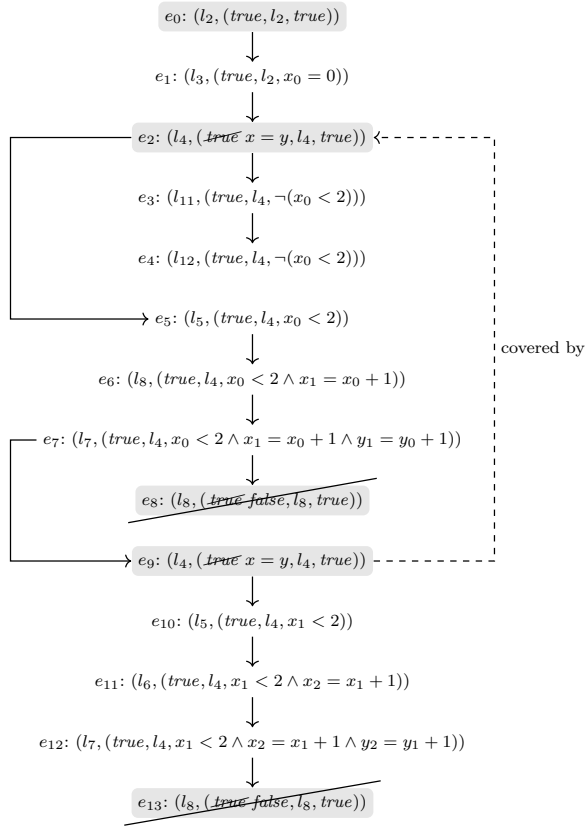 e₀: (l₂, (true, l₂, true))
e₁: (l₃, (true, l₂, x₀ = 0))
e₂: (l₄, (true x = y, l₄, true))
e₃: (l₁₁, (true, l₄, ¬(x₀ < 2)))
e₄: (l₁₂, (true, l₄, ¬(x₀ < 2)))
e₅: (l₅, (true, l₄, x₀ < 2))
covered by
e₆: (l₈, (true, l₄, x₀ < 2 ∧ x₁ = x₀ + 1))
e₇: (l₇, (true, l₄, x₀ < 2 ∧ x₁ = x₀ + 1 ∧ y₁ = y₀ + 1))
e₈: (l₈, (true false, l₈, true))
e₉: (l₄, (true x = y, l₄, true))
e₁₀: (l₅, (true, l₄, x₁ < 2))
e₁₁: (l₆, (true, l₄, x₁ < 2 ∧ x₂ = x₁ + 1))
e₁₂: (l₇, (true, l₄, x₁ < 2 ∧ x₂ = x₁ + 1 ∧ y₂ = y₁ + 1))
e₁₃: (l₈, (true false, l₈, true))